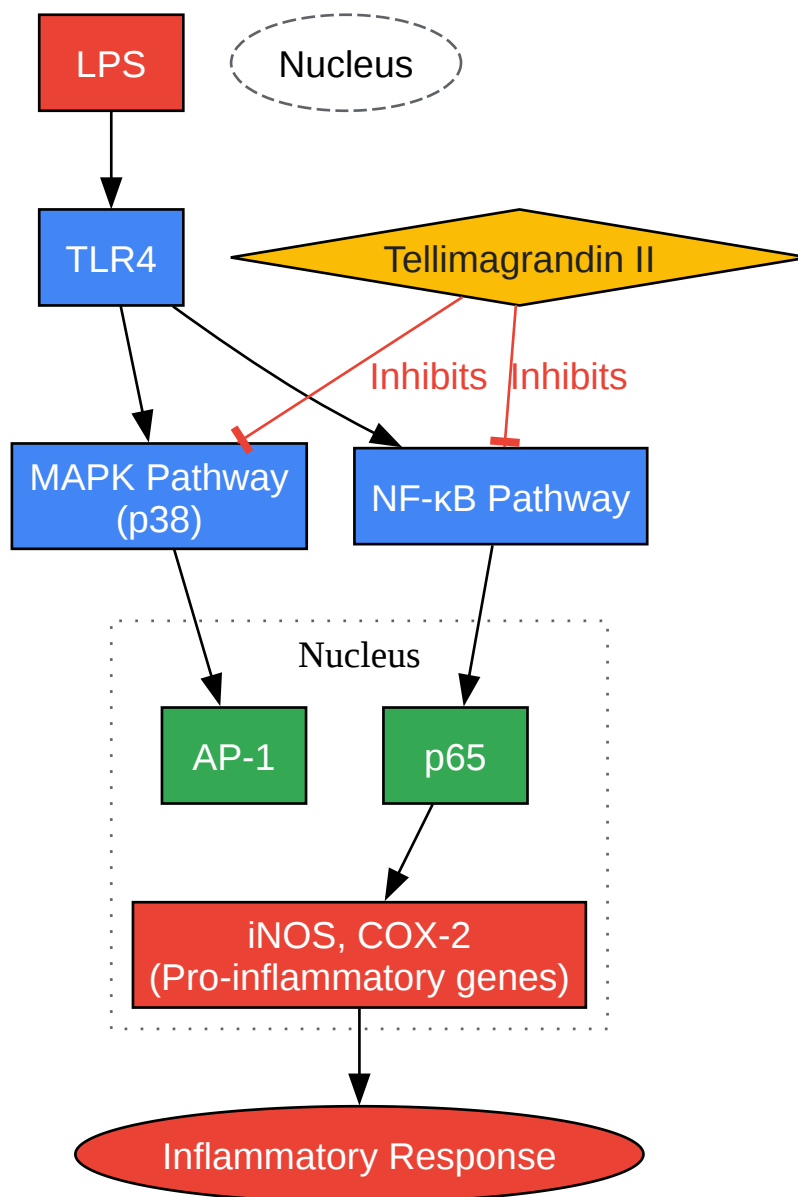 LPS
Nucleus
TLR4
Tellimagrandin II
Inhibits
Inhibits
MAPK Pathway
(p38)
NF-κB Pathway
Nucleus
AP-1
p65
iNOS, COX-2
(Pro-inflammatory genes)
Inflammatory Response